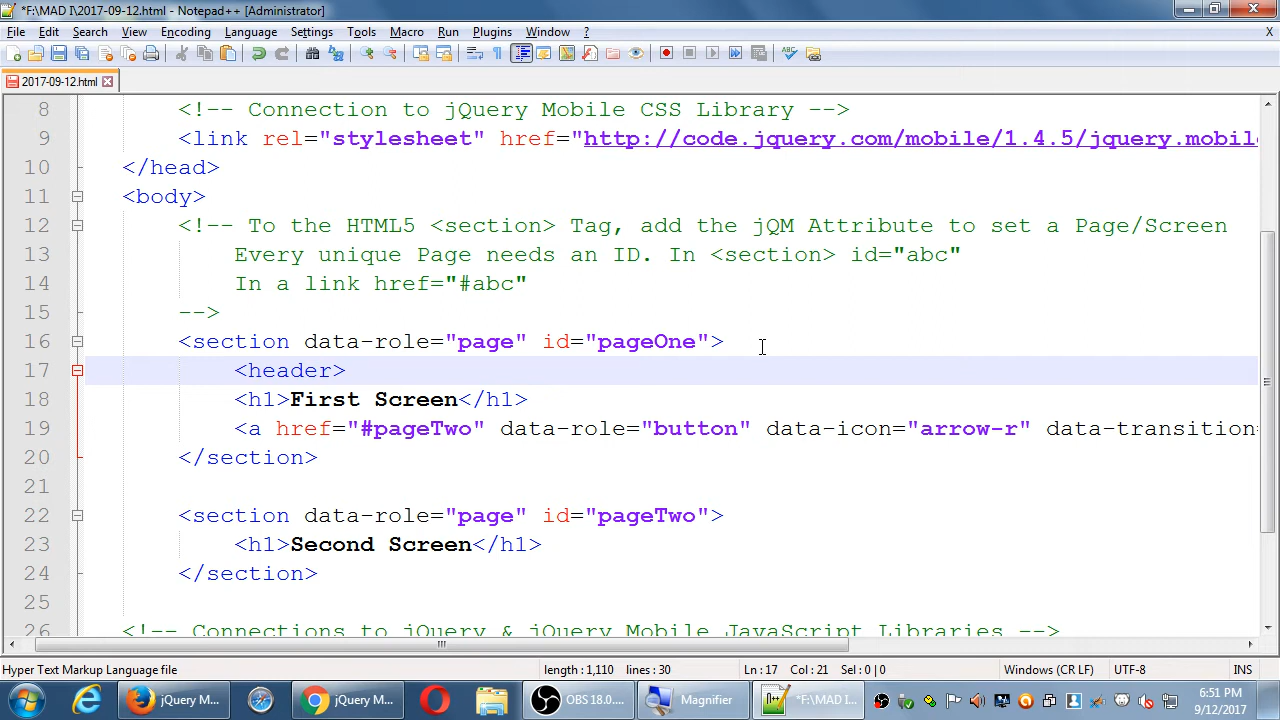 *F:\MAD I\2017-09-12.html - Notepad++ [Administrator]
File Edit Search View Encoding Language Settings Tools Macro Run Plugins Window ? X
2017-09-12.html
8 <!-- Connection to jQuery Mobile CSS Library -->
9 <link rel="stylesheet" href="http://code.jquery.com/mobile/1.4.5/jquery.mobile
10 </head>
11 <body>
12 <!-- To the HTML5 <section> Tag, add the jQM Attribute to set a Page/Screen
13 Every unique Page needs an ID. In <section> id="abc"
14 In a link href="#abc"
15 -->
16 <section data-role="page" id="pageOne">
17 <header>
18 <h1>First Screen</h1>
19 <a href="#pageTwo" data-role="button" data-icon="arrow-r" data-transition=
20 </section>
21
22 <section data-role="page" id="pageTwo">
23 <h1>Second Screen</h1>
24 </section>
25
26 <!-- Connections to jQuery & jQuery Mobile JavaScript Libraries -->
Hyper Text Markup Language file length : 1,110 lines : 30 Ln : 17 Col : 21 Sel : 0 | 0 Windows (CR LF) UTF-8 INS
jQuery M... jQuery M... OBS 18.0.... Magnifier *F:\MAD I... 6:51 PM
9/12/2017